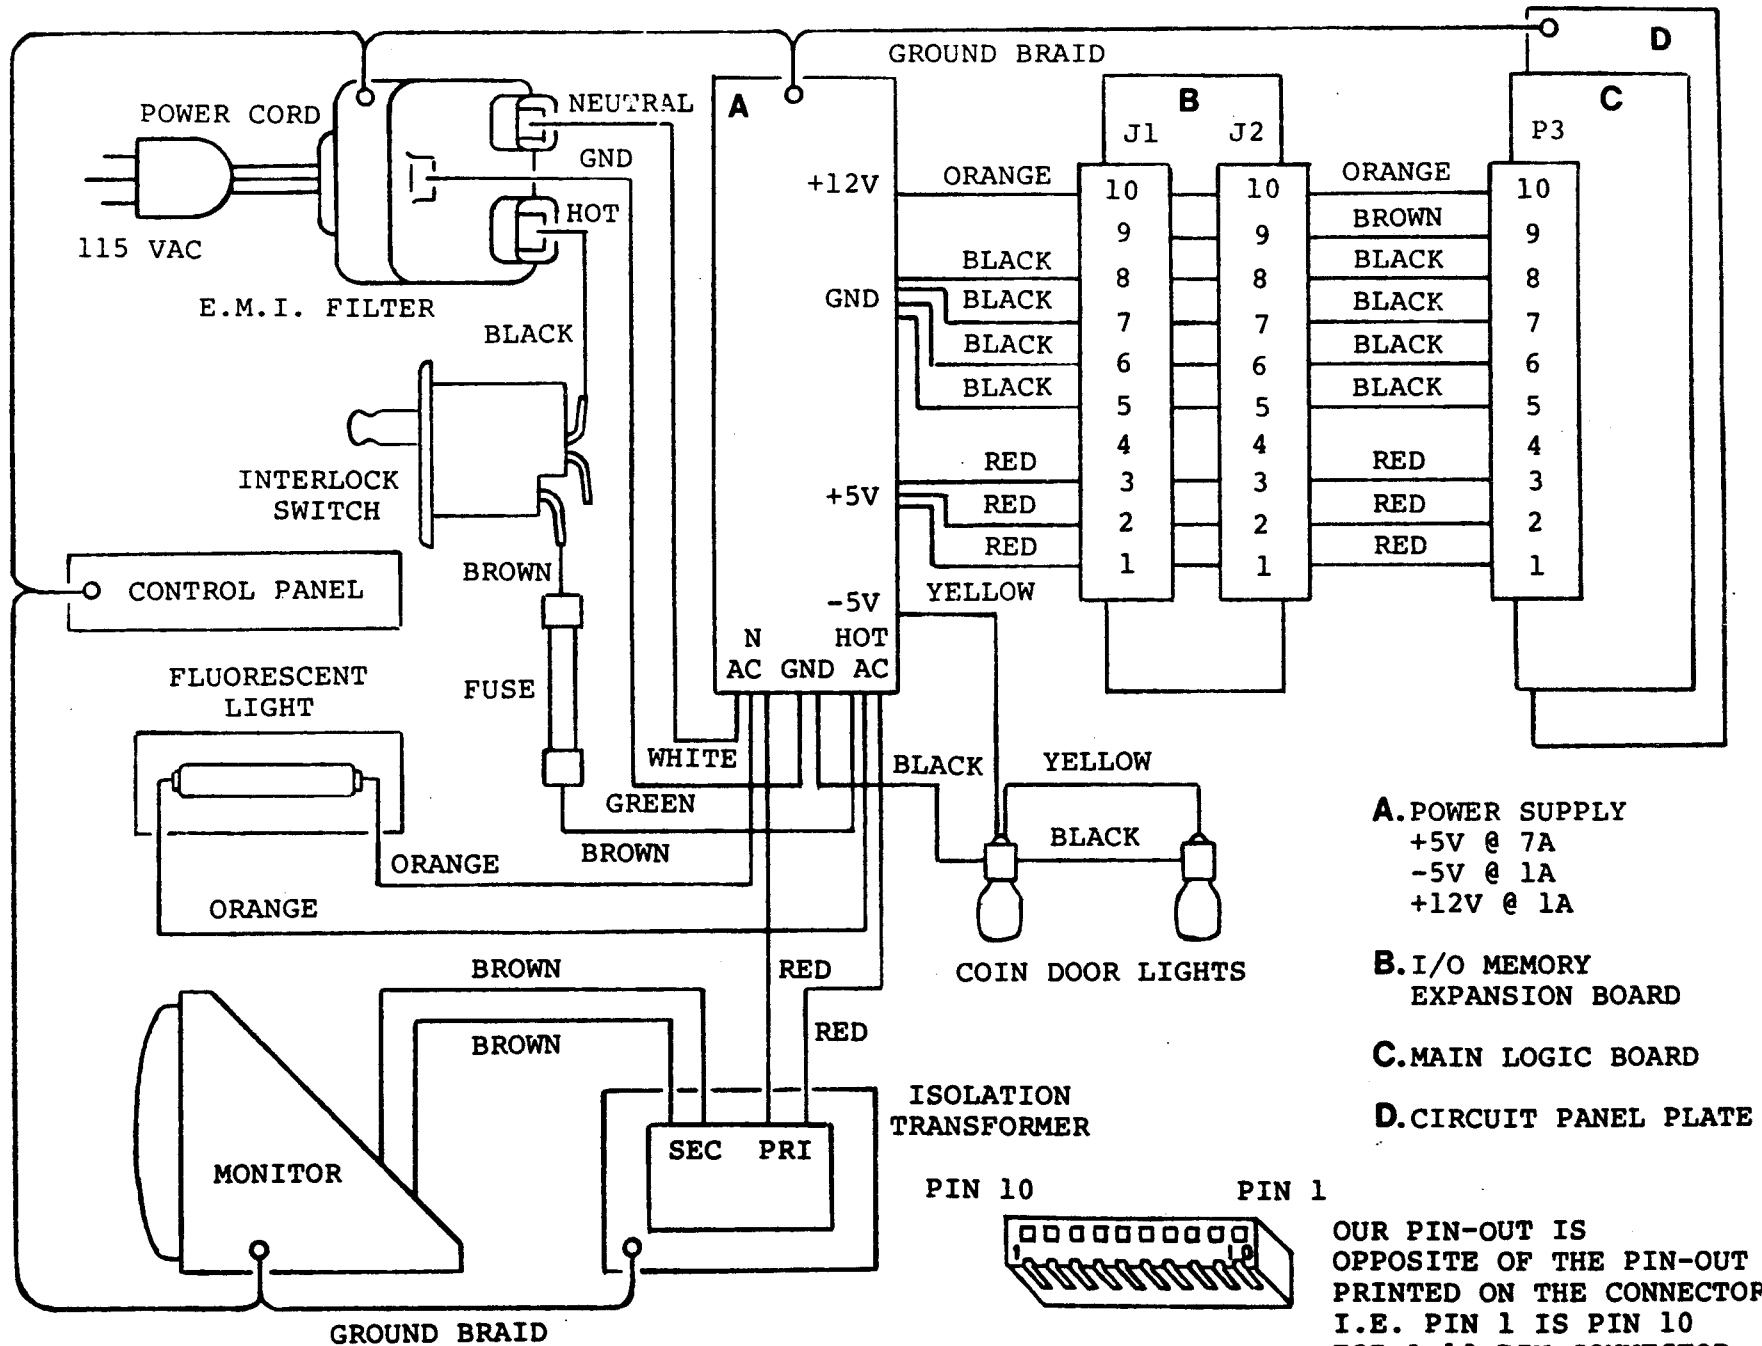 GROUND BRAID
D
POWER CORD
NEUTRAL
A
B
C
GND
J1
J2
P3
115 VAC
HOT
+12V
ORANGE
ORANGE
10
10
10
BROWN
9
9
9
E.M.I. FILTER
BLACK
BLACK
8
8
8
GND
BLACK
BLACK
7
7
7
BLACK
BLACK
BLACK
6
6
6
BLACK
BLACK
5
5
5
4
4
4
INTERLOCK
SWITCH
RED
RED
3
3
3
+5V
RED
RED
2
2
2
RED
RED
1
1
1
BROWN
-5V
YELLOW
CONTROL PANEL
N
HOT
AC GND AC
FLUORESCENT
LIGHT
FUSE
WHITE
BLACK
YELLOW
GREEN
BROWN
BLACK
ORANGE
ORANGE
COIN DOOR LIGHTS
A. POWER SUPPLY
+5V @ 7A
-5V @ 1A
+12V @ 1A
B. I/O MEMORY
EXPANSION BOARD
C. MAIN LOGIC BOARD
D. CIRCUIT PANEL PLATE
BROWN
RED
BROWN
RED
ISOLATION
TRANSFORMER
SEC
PRI
MONITOR
PIN 10
PIN 1
1
10
OUR PIN-OUT IS
OPPOSITE OF THE PIN-OUT
PRINTED ON THE CONNECTOR
I.E. PIN 1 IS PIN 10
GROUND BRAID